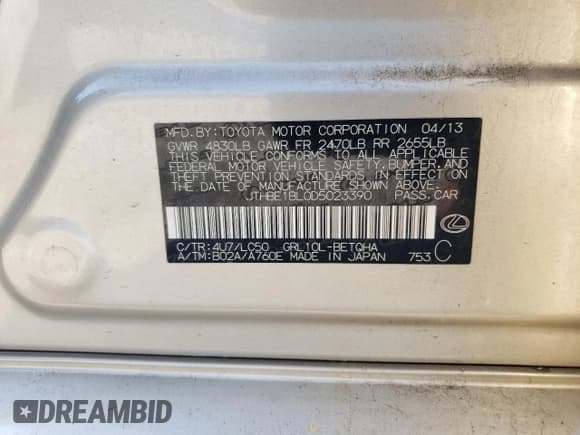 MFD. BY: TOYOTA MOTOR CORPORATION 04/13
GVWR 4830LB GAWR FR 2470LB RR 2655LB
THIS VEHICLE CONFORMS TO ALL APPLICABLE
FEDERAL MOTOR VEHICLE SAFETY, BUMPER, AND
THEFT PREVENTION STANDARDS IN EFFECT ON
THE DATE OF MANUFACTURE SHOWN ABOVE.
JTHBE1BL0D5023390 PASS. CAR
C/TR: 4U7/LC50 GRL10L-BETQHA
A/TM: B02A/A760E MADE IN JAPAN 753 C
DREAMBID